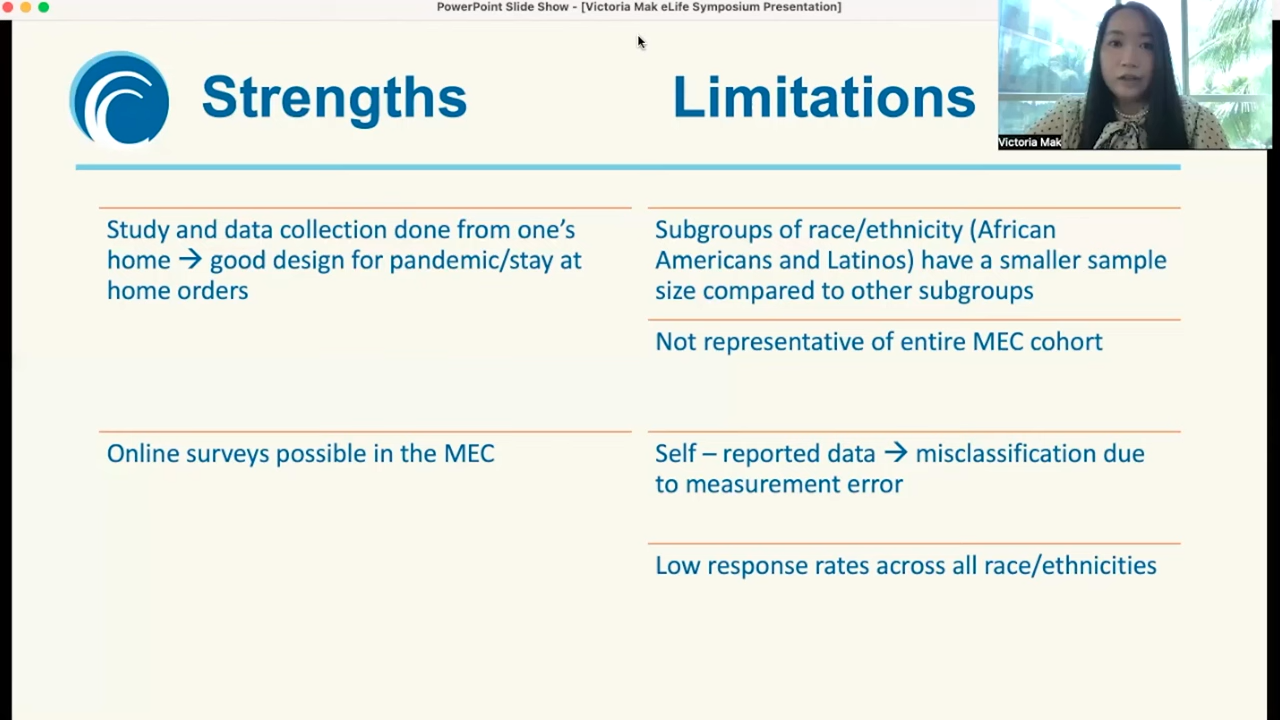 PowerPoint Slide Show - [Victoria Mak eLife Symposium Presentation]
Strengths
Limitations
Victoria Mak
Study and data collection done from one's
home → good design for pandemic/stay at
home orders
Subgroups of race/ethnicity (African
Americans and Latinos) have a smaller sample
size compared to other subgroups
Not representative of entire MEC cohort
Online surveys possible in the MEC
Self – reported data → misclassification due
to measurement error
Low response rates across all race/ethnicities